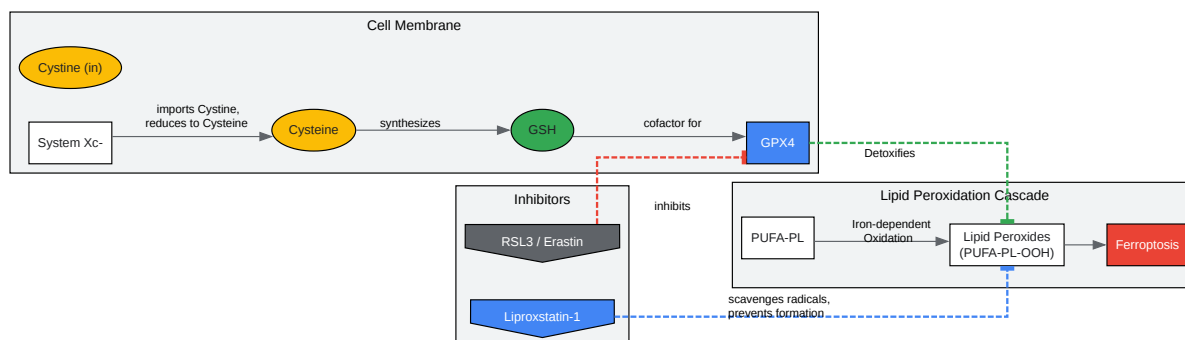 Cell Membrane
Cystine (in)
imports Cystine,
reduces to Cysteine
System Xc-
Cysteine
synthesizes
GSH
cofactor for
GPX4
Detoxifies
Inhibitors
inhibits
RSL3 / Erastin
Liproxstatin-1
Lipid Peroxidation Cascade
PUFA-PL
Iron-dependent
Oxidation
Lipid Peroxides
(PUFA-PL-OOH)
Ferroptosis
scavenges radicals,
prevents formation